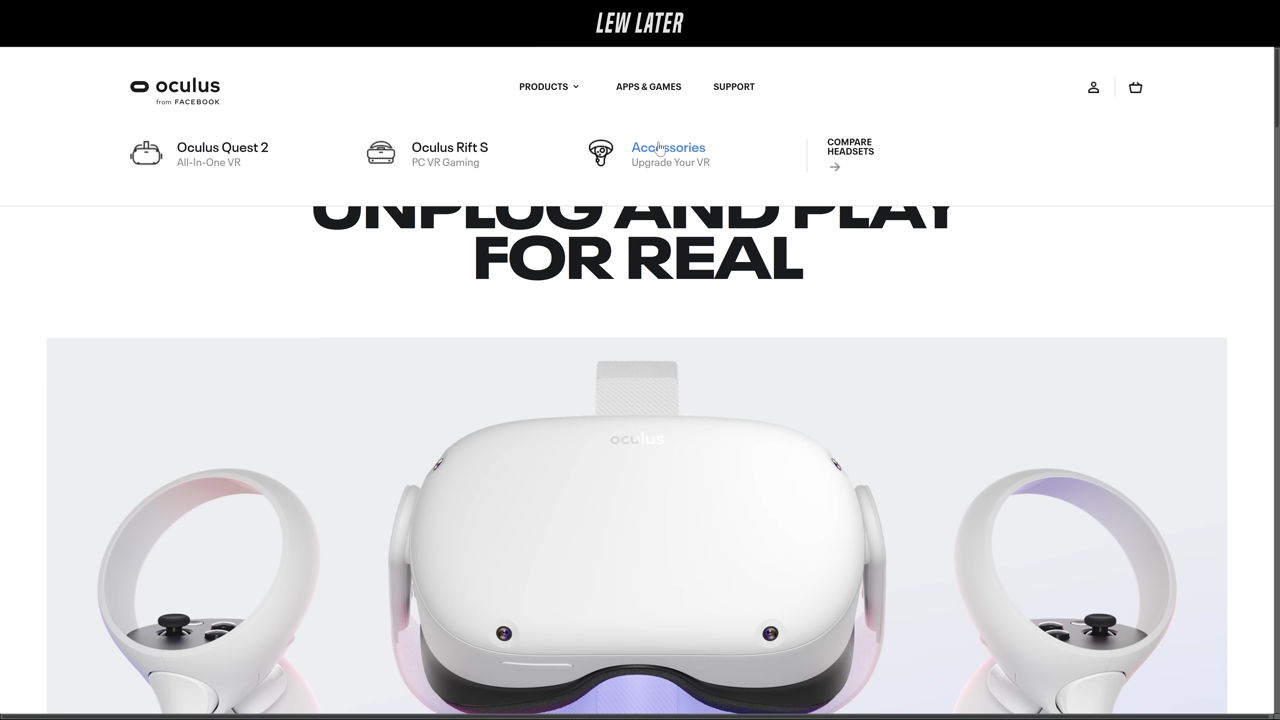 LEW LATER
oculus
from FACEBOOK
PRODUCTS
APPS & GAMES
SUPPORT
Oculus Quest 2
All-In-One VR
Oculus Rift S
PC VR Gaming
Accessories
Upgrade Your VR
COMPARE
HEADSETS
UNPLUG AND PLAY
FOR REAL
oculus